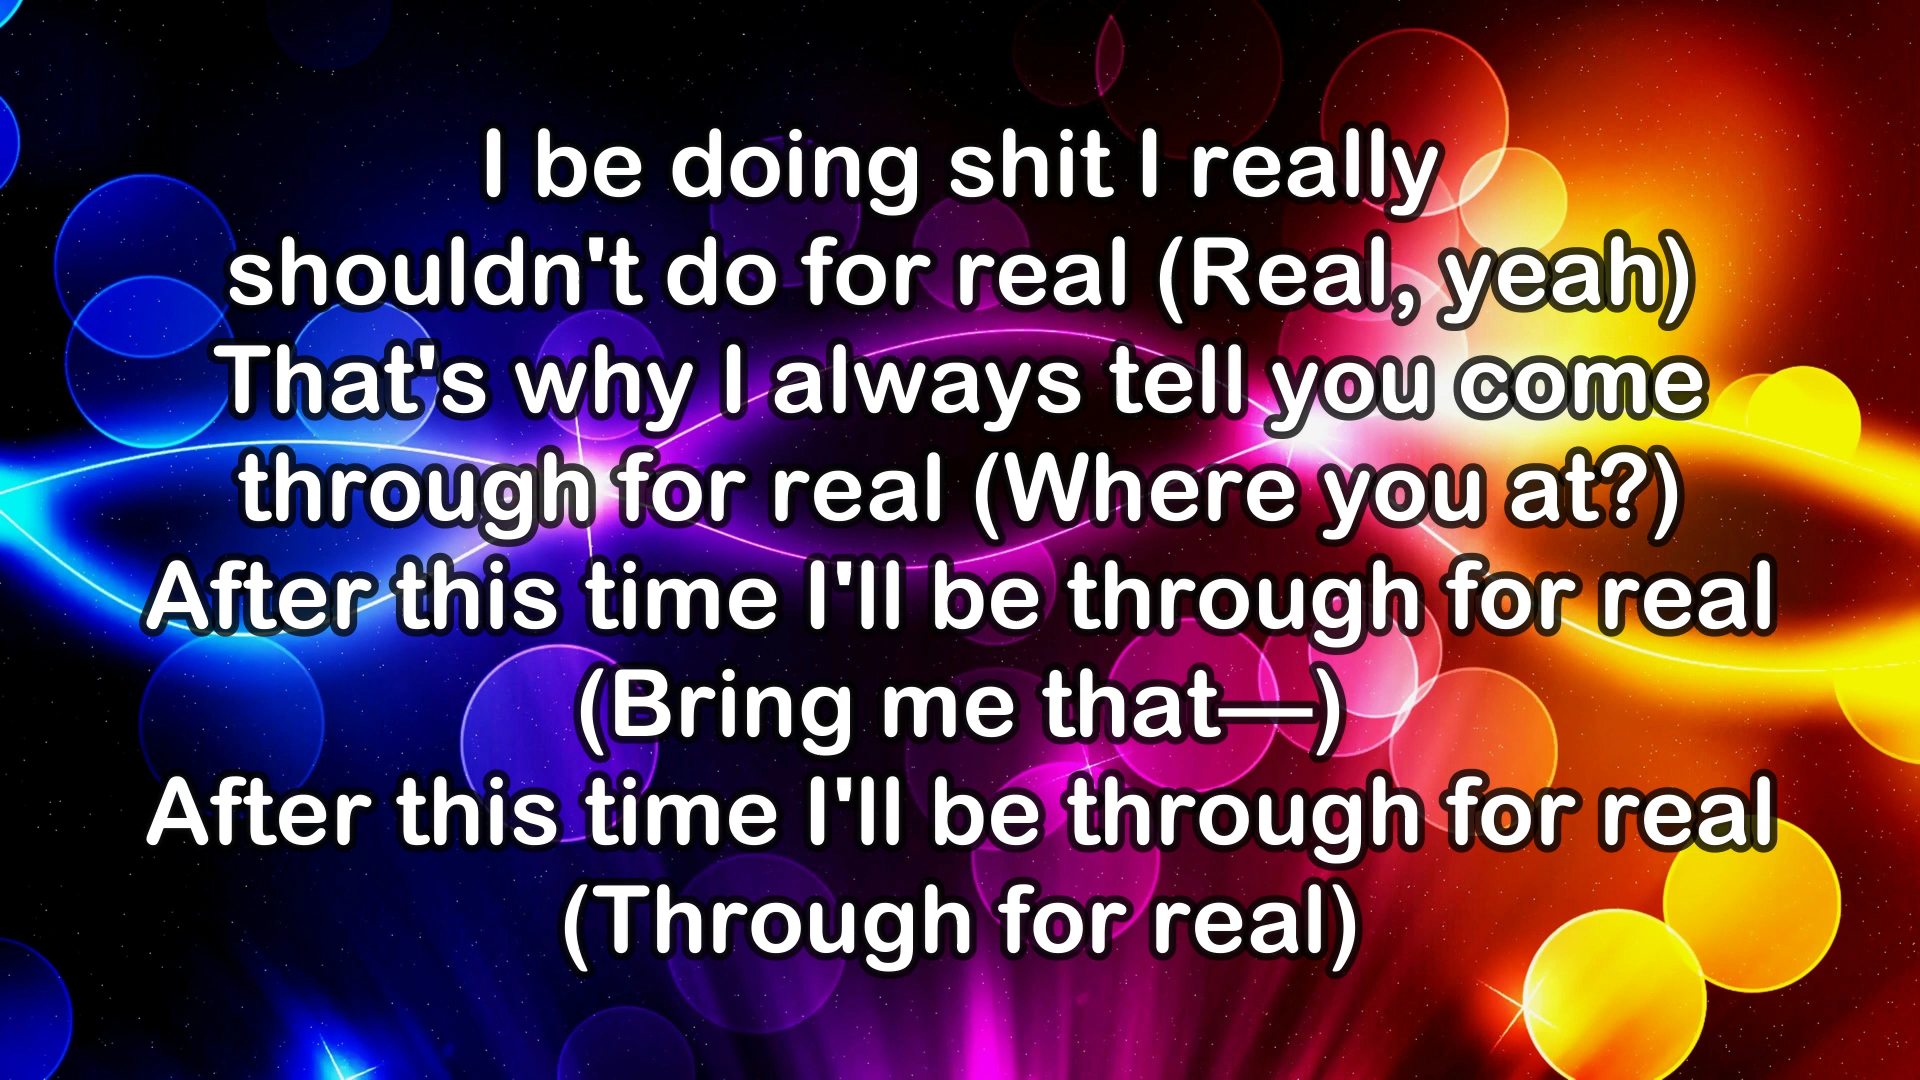 I be doing shit I really
shouldn't do for real (Real, yeah)
That's why I always tell you come
through for real (Where you at?)
After this time I'll be through for real
(Bring me that—)
After this time I'll be through for real
(Through for real)